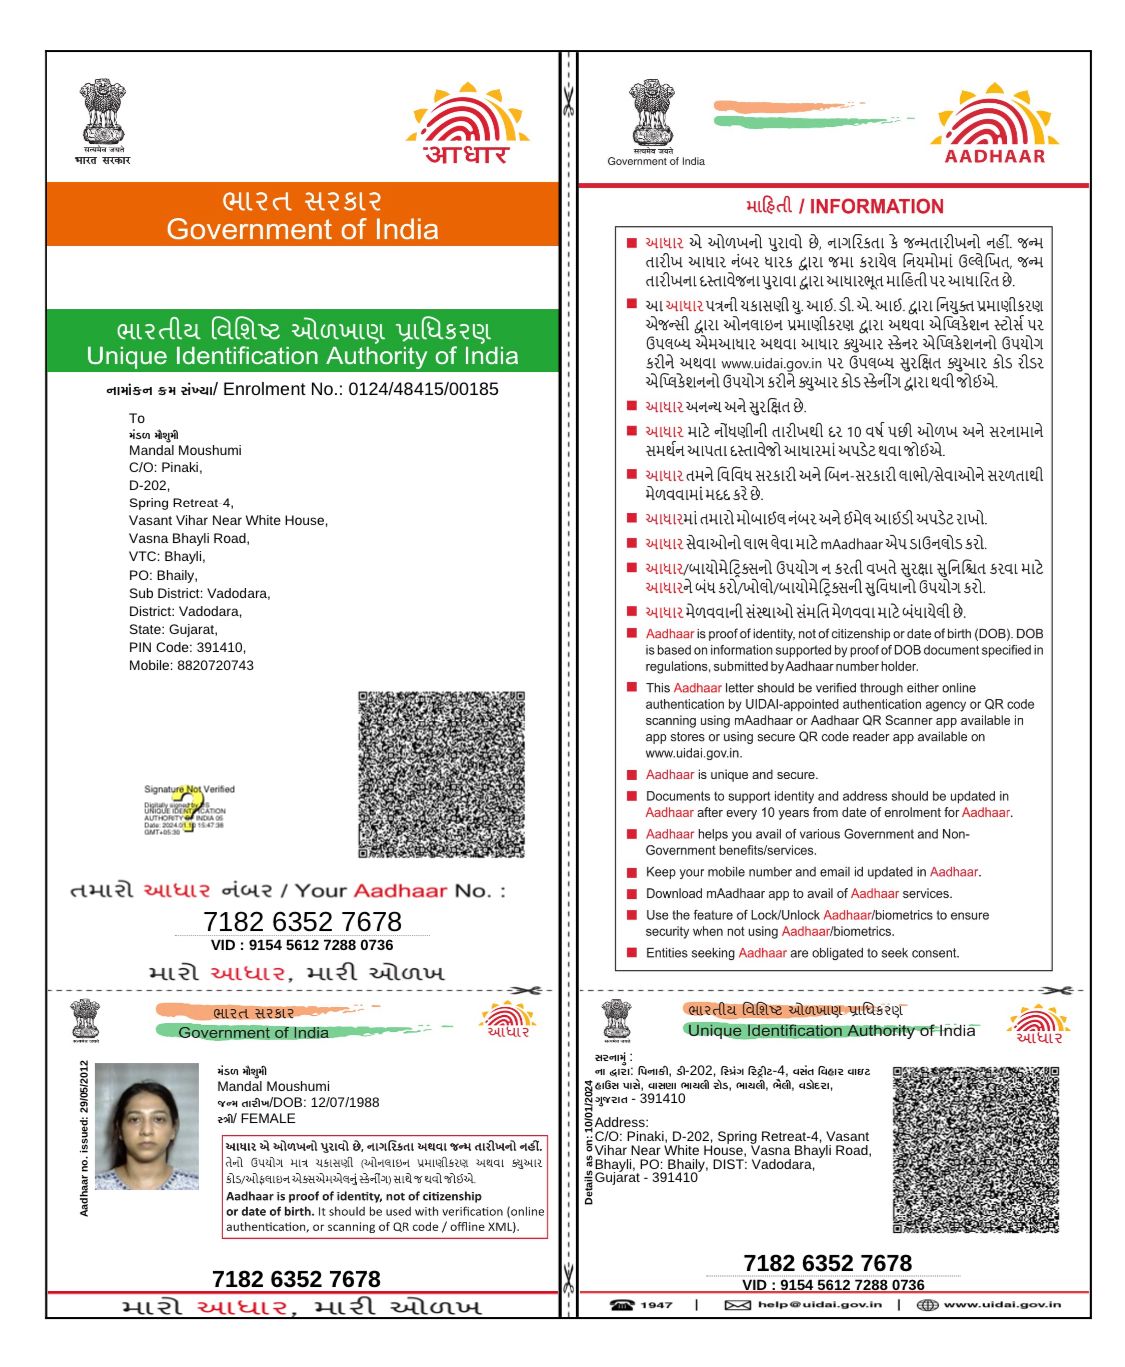 सत्यमेव जयते
भारत सरकार
आधार
ભારત સરકાર
Government of India
ભારતીય વિશિષ્ટ ઓળખાણ પ્રાધિકરણ
Unique Identification Authority of India
નામાંકન ક્રમ સંખ્યા/ Enrolment No.: 0124/48415/00185
To
મંડળ મૌશુમી
Mandal Moushumi
C/O: Pinaki,
D-202,
Spring Retreat-4,
Vasant Vihar Near White House,
Vasna Bhayli Road,
VTC: Bhayli,
PO: Bhaily,
Sub District: Vadodara,
District: Vadodara,
State: Gujarat,
PIN Code: 391410,
Mobile: 8820720743
Signature Not Verified
Digitally signed by DS
UNIQUE IDENTIFICATION
AUTHORITY OF INDIA 05
Date: 2024.01.10 15:47:38
GMT+05:30
તમારો આધાર નંબર / Your Aadhaar No. :
7182 6352 7678
VID : 9154 5612 7288 0736
મારો આધાર, મારી ઓળખ
ભારત સરકાર
Government of India
આધાર
Aadhaar no. issued: 29/05/2012
મંડળ મૌશુમી
Mandal Moushumi
જન્મ તારીખ/DOB: 12/07/1988
સ્ત્રી/ FEMALE
આધાર એ ઓળખનો પુરાવો છે, નાગરિકતા અથવા જન્મ તારીખનો નહીં.
તેનો ઉપયોગ માત્ર ચકાસણી (ઓનલાઇન પ્રમાણીકરણ અથવા ક્યુઆર
કોડ/ઓફલાઇન એક્સએમએલનું સ્કેનીંગ) સાથે જ થવો જોઈએ.
Aadhaar is proof of identity, not of citizenship
or date of birth. It should be used with verification (online
authentication, or scanning of QR code / offline XML).
7182 6352 7678
મારો આધાર, મારી ઓળખ
सत्यमेव जयते
Government of India
AADHAAR
માહિતી / INFORMATION
આધાર એ ઓળખનો પુરાવો છે, નાગરિકતા કે જન્મતારીખનો નહીં. જન્મ
તારીખ આધાર નંબર ધારક દ્વારા જમા કરાયેલ નિયમોમાં ઉલ્લેખિત, જન્મ
તારીખના દસ્તાવેજના પુરાવા દ્વારા આધારભૂત માહિતી પર આધારિત છે.
આ આધાર પત્રની ચકાસણી યુ. આઈ. ડી. એ. આઈ. દ્વારા નિયુક્ત પ્રમાણીકરણ
એજન્સી દ્વારા ઓનલાઇન પ્રમાણીકરણ દ્વારા અથવા એપ્લિકેશન સ્ટોર્સ પર
ઉપલબ્ધ એમઆધાર અથવા આધાર ક્યુઆર સ્કેનર એપ્લિકેશનનો ઉપયોગ
કરીને અથવા www.uidai.gov.in પર ઉપલબ્ધ સુરક્ષિત ક્યુઆર કોડ રીડર
એપ્લિકેશનનો ઉપયોગ કરીને ક્યુઆર કોડ સ્કેનીંગ દ્વારા થવી જોઈએ.
આધાર અનન્ય અને સુરક્ષિત છે.
આધાર માટે નોંધણીની તારીખથી દર 10 વર્ષ પછી ઓળખ અને સરનામાને
સમર્થન આપતા દસ્તાવેજો આધારમાં અપડેટ થવા જોઈએ.
આધાર તમને વિવિધ સરકારી અને બિન-સરકારી લાભો/સેવાઓને સરળતાથી
મેળવવામાં મદદ કરે છે.
આધારમાં તમારો મોબાઈલ નંબર અને ઈમેલ આઈડી અપડેટ રાખો.
આધાર સેવાઓનો લાભ લેવા માટે mAadhaar એપ ડાઉનલોડ કરો.
આધાર/બાયોમેટ્રિક્સનો ઉપયોગ ન કરતી વખતે સુરક્ષા સુનિશ્ચિત કરવા માટે
આધારને બંધ કરો/ખોલો/બાયોમેટ્રિક્સની સુવિધાનો ઉપયોગ કરો.
આધાર મેળવવાની સંસ્થાઓ સંમતિ મેળવવા માટે બંધાયેલી છે.
Aadhaar is proof of identity, not of citizenship or date of birth (DOB). DOB
is based on information supported by proof of DOB document specified in
regulations, submitted by Aadhaar number holder.
This Aadhaar letter should be verified through either online
authentication by UIDAI-appointed authentication agency or QR code
scanning using mAadhaar or Aadhaar QR Scanner app available in
app stores or using secure QR code reader app available on
www.uidai.gov.in.
Aadhaar is unique and secure.
Documents to support identity and address should be updated in
Aadhaar after every 10 years from date of enrolment for Aadhaar.
Aadhaar helps you avail of various Government and Non-
Government benefits/services.
Keep your mobile number and email id updated in Aadhaar.
Download mAadhaar app to avail of Aadhaar services.
Use the feature of Lock/Unlock Aadhaar/biometrics to ensure
security when not using Aadhaar/biometrics.
Entities seeking Aadhaar are obligated to seek consent.
ભારતીય વિશિષ્ટ ઓળખાણ પ્રાધિકરણ
Unique Identification Authority of India
આધાર
Details as on: 10/01/2024
સરનામું :
ના દ્વારા: પિનાકી, ડી-202, સ્પ્રિંગ રિટ્રીટ-4, વસંત વિહાર વાઇટ
હાઉસ પાસે, વાસણા ભાયલી રોડ, ભાયલી, ભૈલી, વડોદરા,
ગુજરાત - 391410
Address:
C/O: Pinaki, D-202, Spring Retreat-4, Vasant
Vihar Near White House, Vasna Bhayli Road,
Bhayli, PO: Bhaily, DIST: Vadodara,
Gujarat - 391410
7182 6352 7678
VID : 9154 5612 7288 0736
1947 | help@uidai.gov.in | www.uidai.gov.in